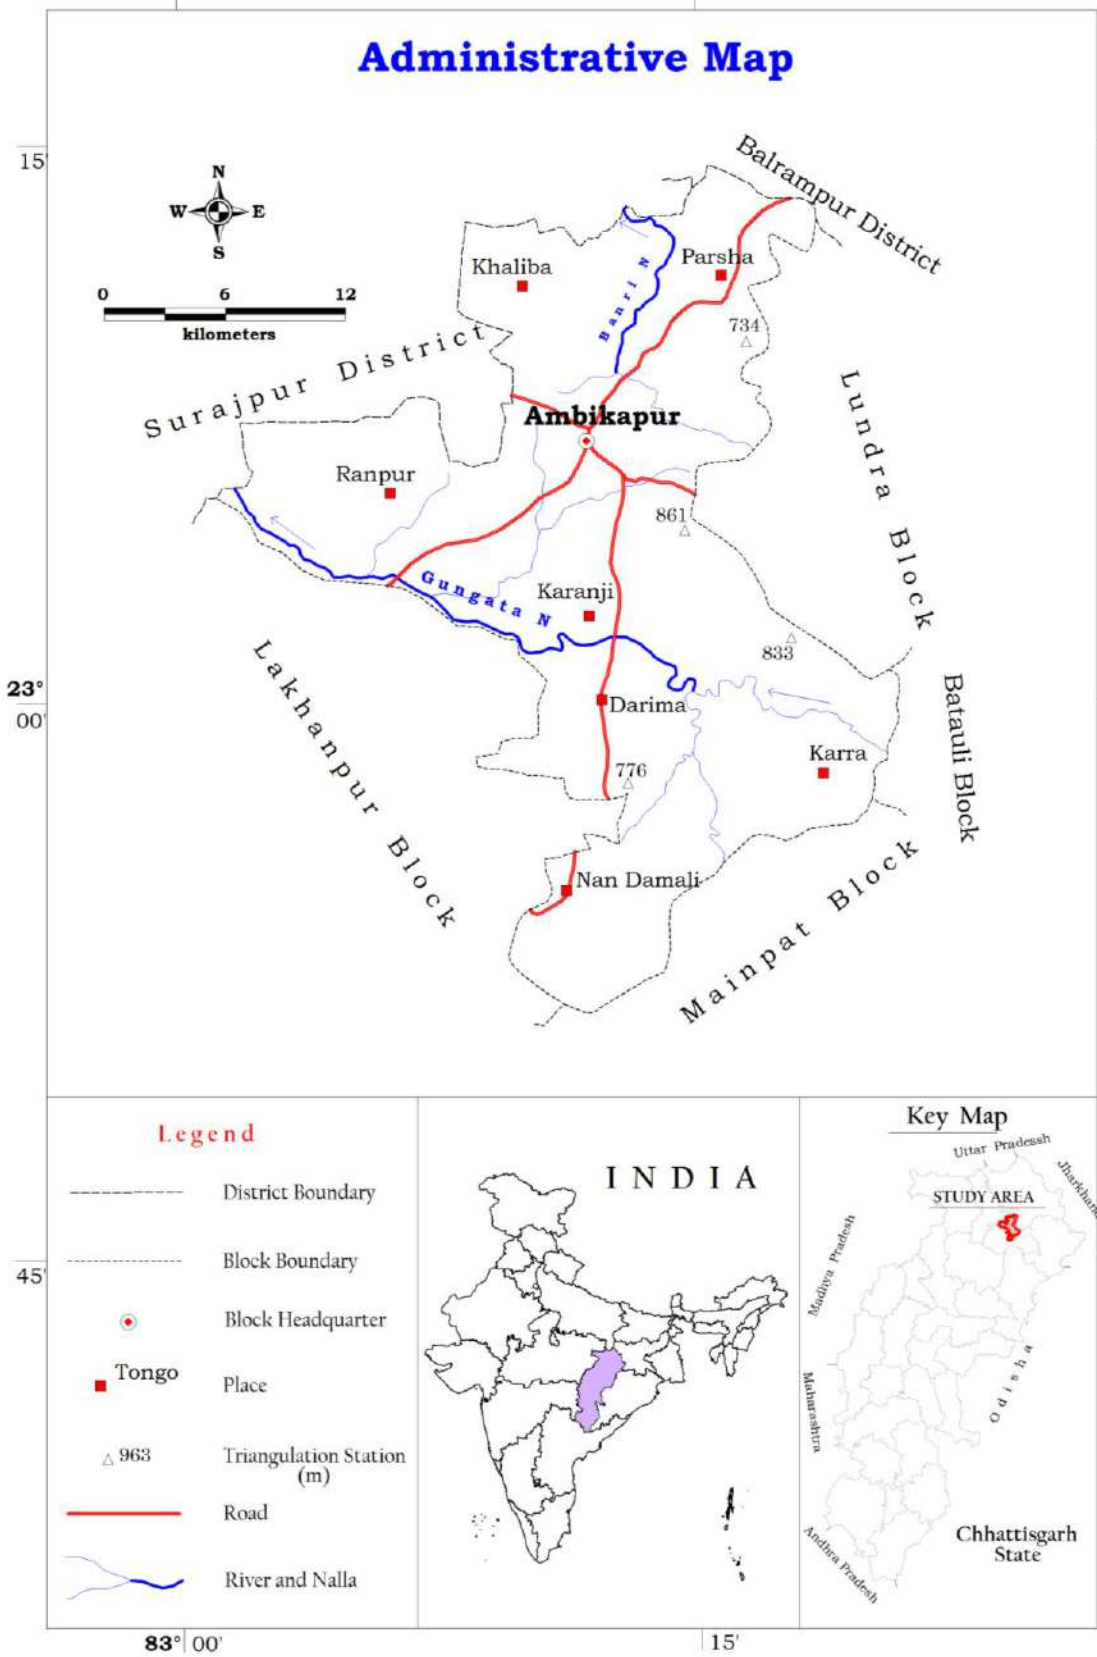 Administrative Map
15'
N
W E
S
0 6 12
kilometers
Balrampur District
Khaliba
Parsha
Banri N
734
Surajpur District
Ambikapur
Lundra Block
Ranpur
861
Gungata N
Karanji
833
23°
00'
Lakhanpur Block
Darima
Batauli Block
Karra
776
Nan Damali
Mainpat Block
Legend
District Boundary
Block Boundary
Block Headquarter
Tongo
Place
963
Triangulation Station
(m)
Road
River and Nalla
INDIA
Key Map
Uttar Pradessh
Jharkhand
STUDY AREA
Madhya Pradesh
Odisha
Maharashtra
Andhra Pradesh
Chhattisgarh
State
45'
83° 00'
15'